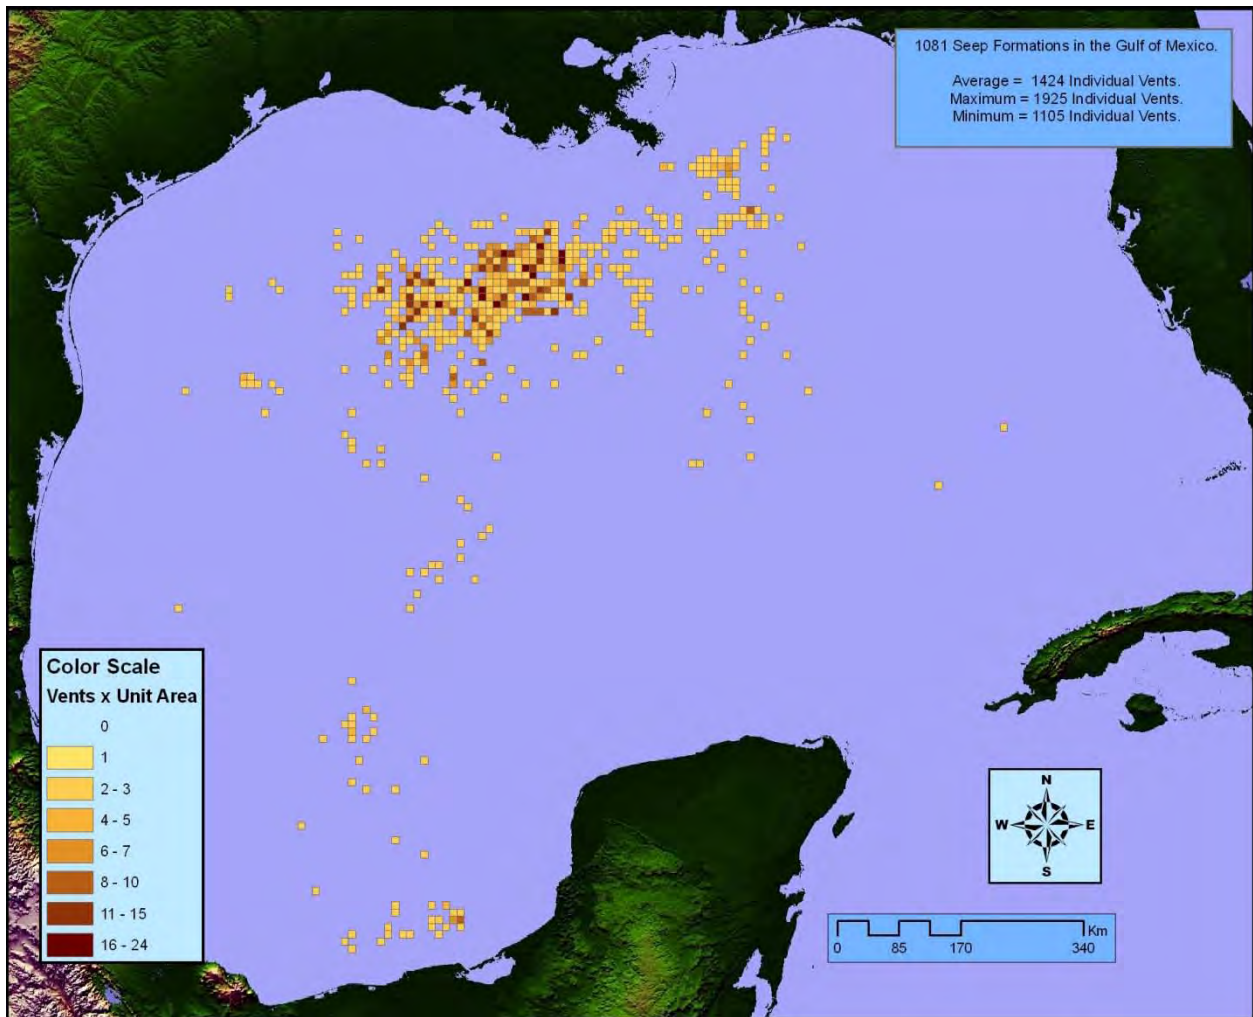 1081 Seep Formations in the Gulf of Mexico.
Average = 1424 Individual Vents.
Maximum = 1925 Individual Vents.
Minimum = 1105 Individual Vents.
Color Scale
Vents x Unit Area
0
1
2 - 3
4 - 5
6 - 7
8 - 10
11 - 15
16 - 24
N
W E
S
Km
0 85 170 340